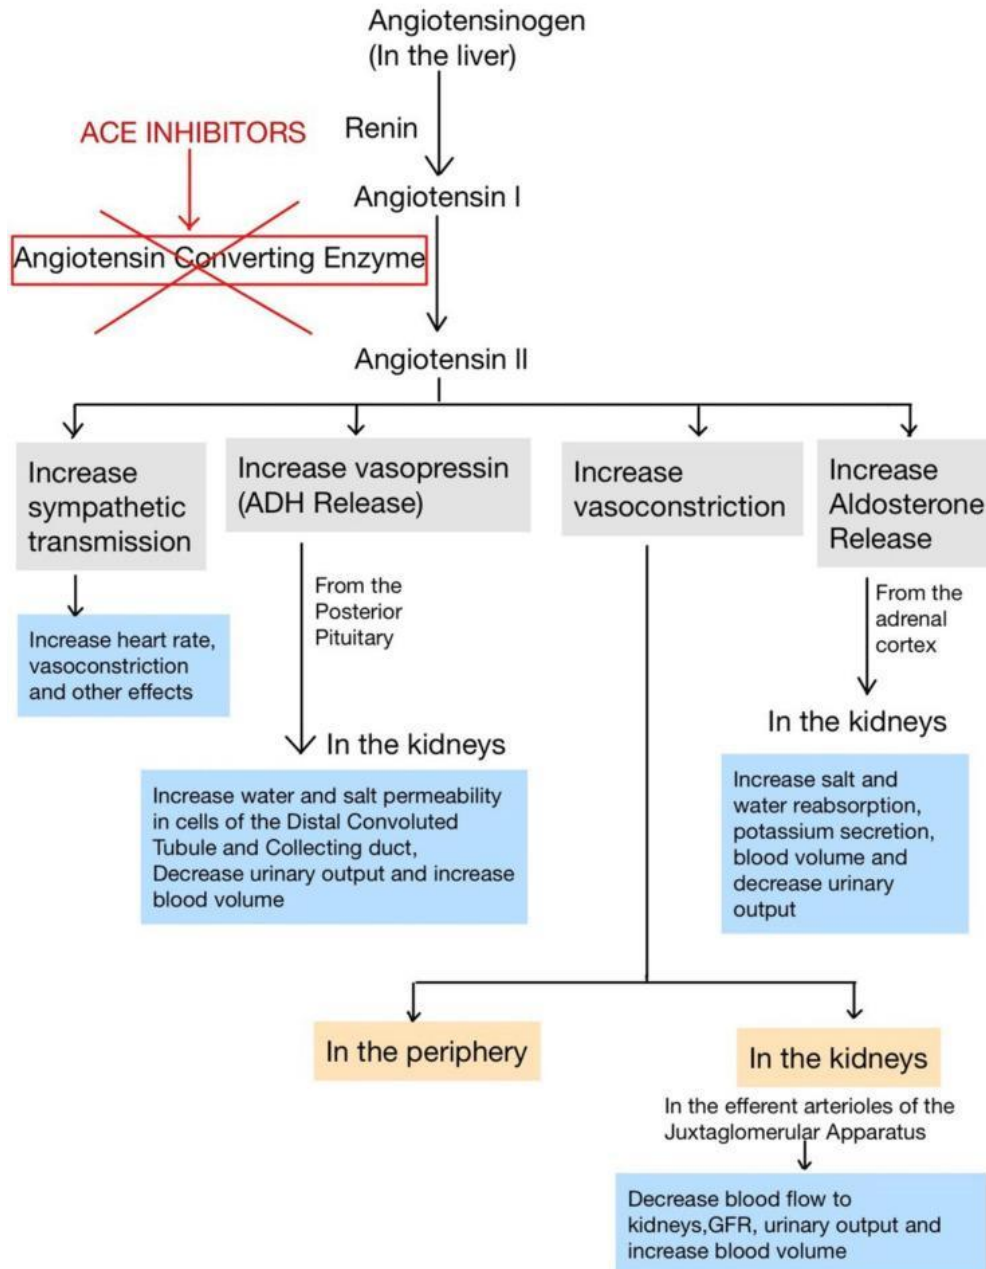 Angiotensinogen
(In the liver)
Renin
ACE INHIBITORS
Angiotensin I
Angiotensin Converting Enzyme
Angiotensin II
Increase
sympathetic
transmission
Increase heart rate,
vasoconstriction
and other effects
Increase vasopressin
(ADH Release)
From the
Posterior
Pituitary
In the kidneys
Increase water and salt permeability
in cells of the Distal Convoluted
Tubule and Collecting duct,
Decrease urinary output and increase
blood volume
Increase
vasoconstriction
Increase
Aldosterone
Release
From the
adrenal
cortex
In the kidneys
Increase salt and
water reabsorption,
potassium secretion,
blood volume and
decrease urinary
output
In the periphery
In the kidneys
In the efferent arterioles of the
Juxtaglomerular Apparatus
Decrease blood flow to
kidneys,GFR, urinary output and
increase blood volume